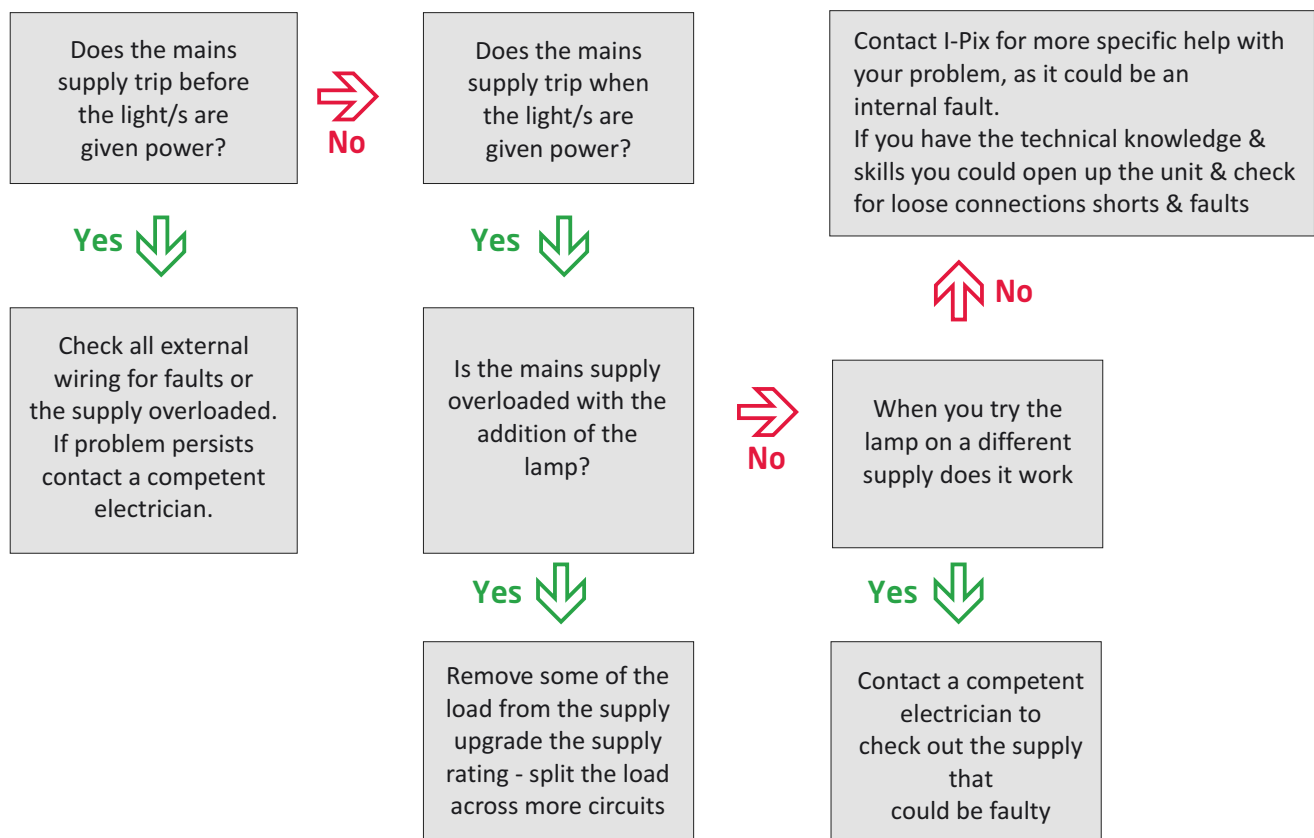 Does the mains
supply trip before
the light/s are
given power?
No
Does the mains
supply trip when
the light/s are
given power?
Contact I-Pix for more specific help with
your problem, as it could be an
internal fault.
If you have the technical knowledge &
skills you could open up the unit & check
for loose connections shorts & faults
Yes
Yes
No
Check all external
wiring for faults or
the supply overloaded.
If problem persists
contact a competent
electrician.
Is the mains supply
overloaded with the
addition of the
lamp?
No
When you try the
lamp on a different
supply does it work
Yes
Yes
Remove some of the
load from the supply
upgrade the supply
rating - split the load
across more circuits
Contact a competent
electrician to
check out the supply
that
could be faulty